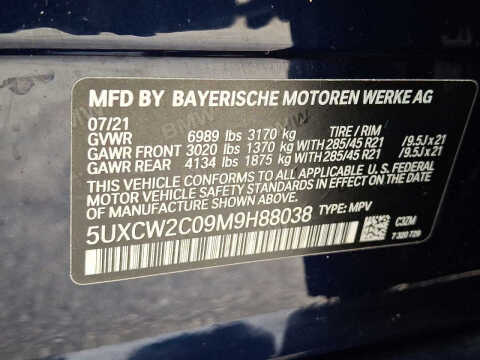 MFD BY BAYERISCHE MOTOREN WERKE AG
07/21
GVWR 6989 lbs 3170 kg TIRE / RIM
GAWR FRONT 3020 lbs 1370 kg WITH 285/45 R21 /9.5J x 21
GAWR REAR 4134 lbs 1875 kg WITH 285/45 R21 /9.5J x 21
THIS VEHICLE CONFORMS TO ALL APPLICABLE U.S. FEDERAL
MOTOR VEHICLE SAFETY STANDARDS IN EFFECT ON THE
DATE OF MANUFACTURE SHOWN ABOVE.
5UXCW2C09M9H88038 TYPE: MPV
C3ZM
7 320 729